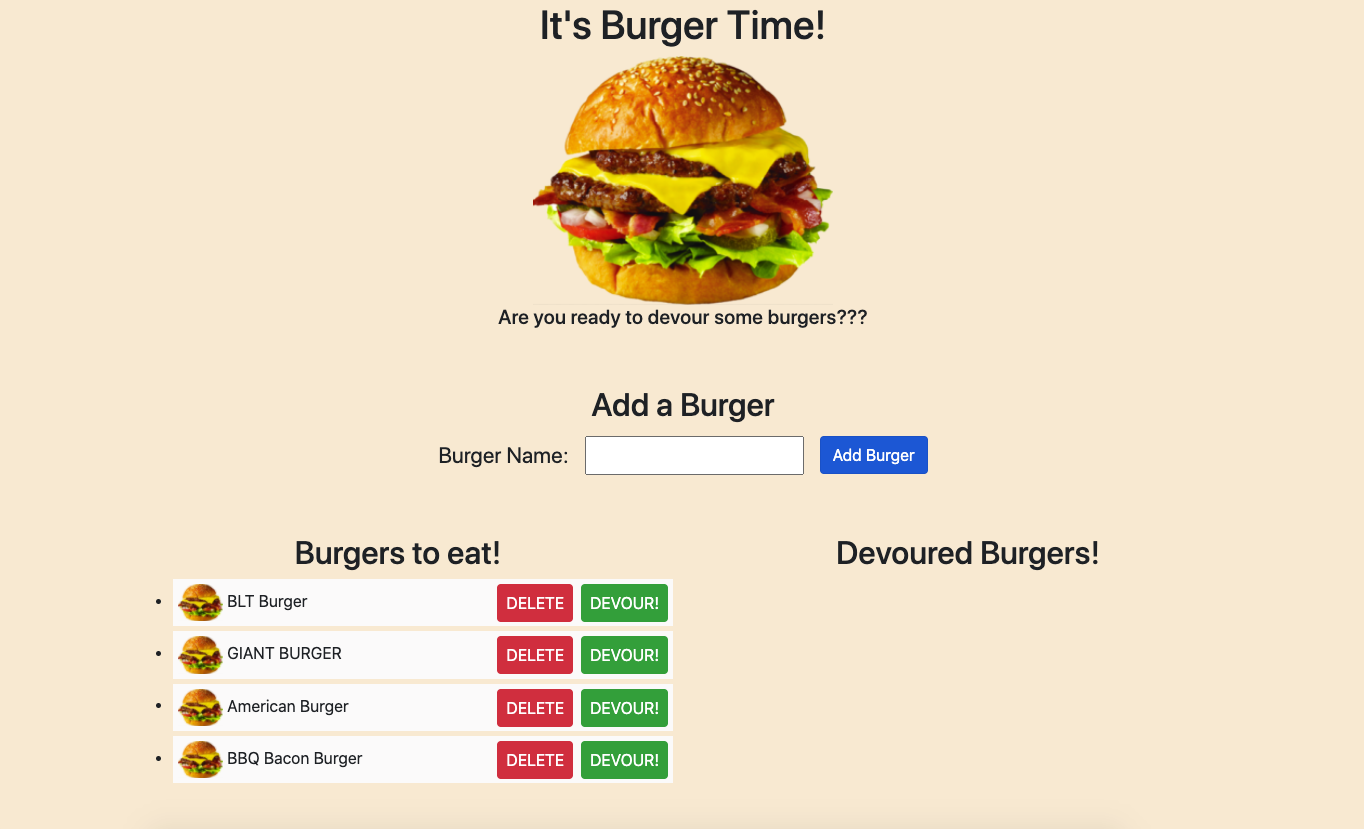 It's Burger Time!
Are you ready to devour some burgers???
Add a Burger
Burger Name: Add Burger
Burgers to eat!
BLT Burger DELETE DEVOUR!
GIANT BURGER DELETE DEVOUR!
American Burger DELETE DEVOUR!
BBQ Bacon Burger DELETE DEVOUR!
Devoured Burgers!